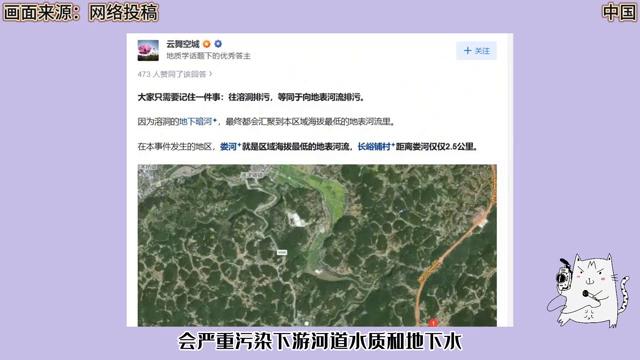 画面来源：网络投稿
中国
云舞空城
地质学话题下的优秀答主
+ 关注
473 人赞同了该回答 >
大家只需要记住一件事：往溶洞排污，等同于向地表河流排污。
因为溶洞的地下暗河，最终都会汇聚到本区域海拔最低的地表河流里。
在本事件发生的地区，娄河就是区域海拔最低的地表河流，长峪铺村距离娄河仅仅2.5公里。
会严重污染下游河道水质和地下水